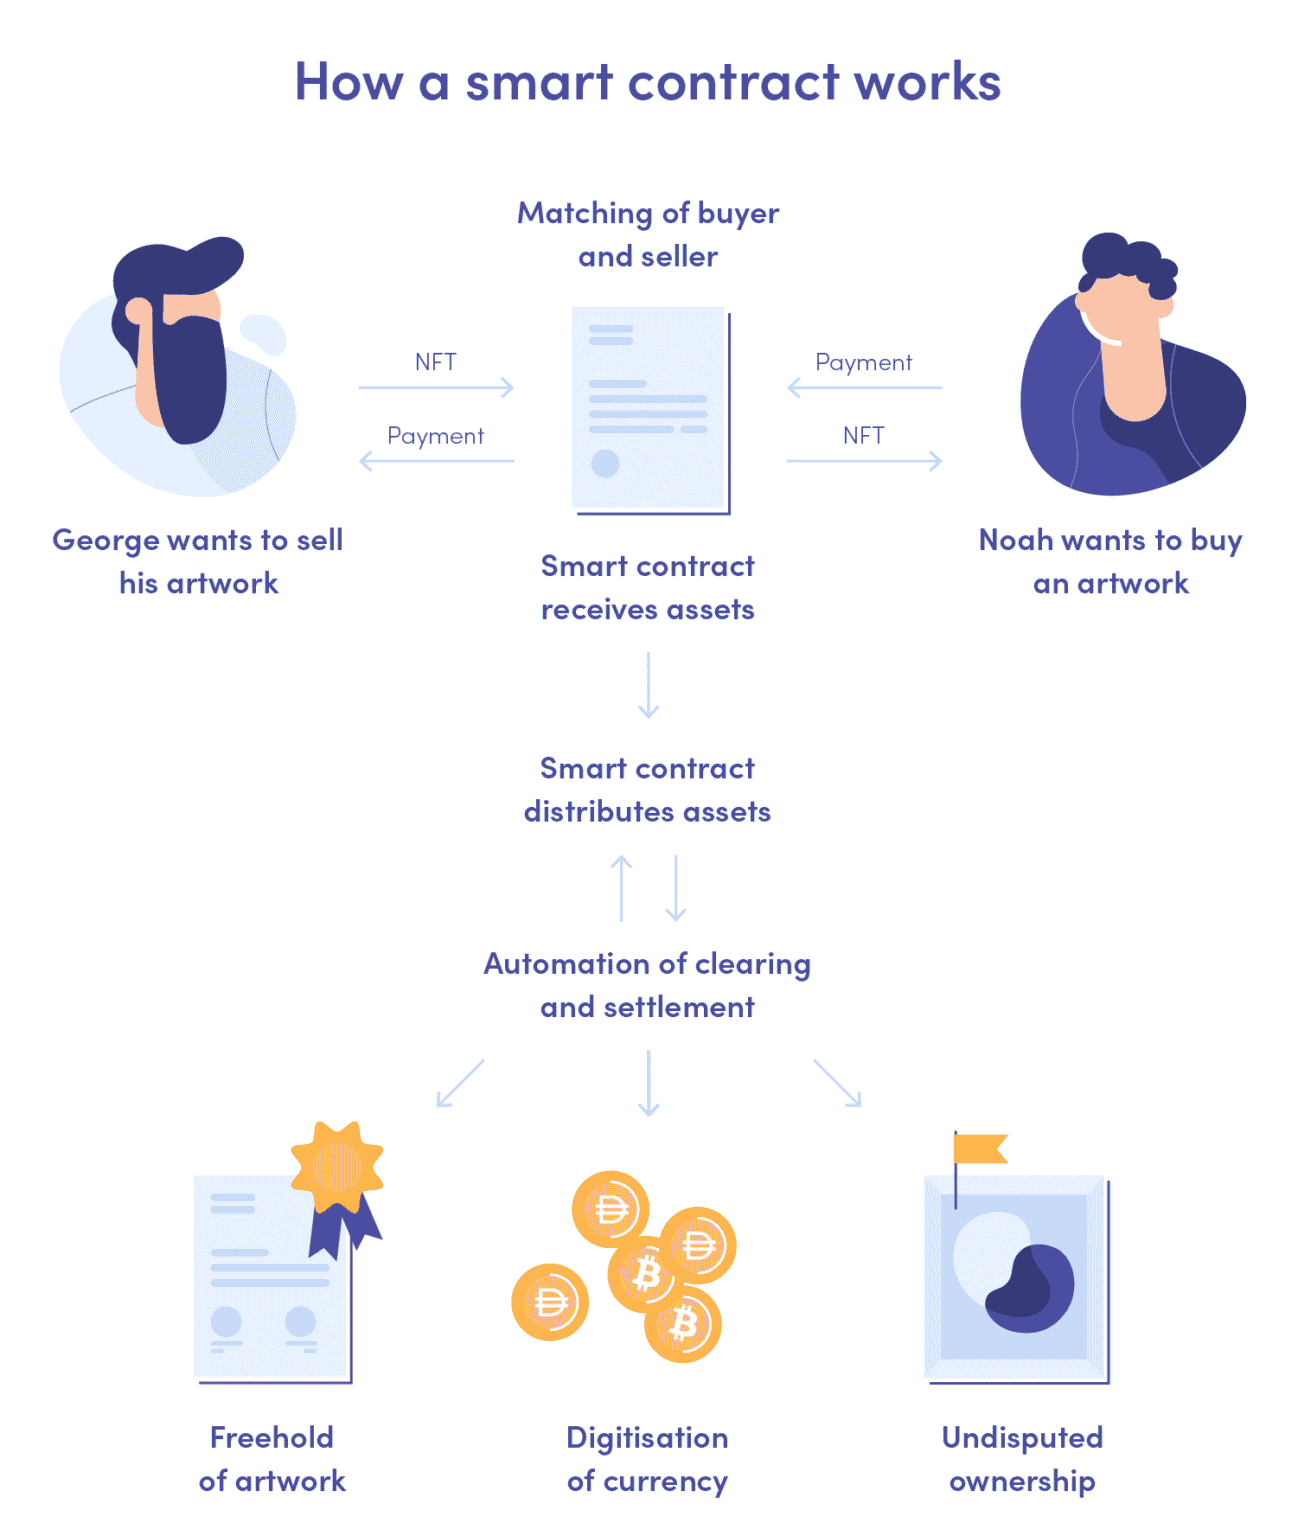 How a smart contract works
Matching of buyer
and seller
NFT
Payment
Payment
NFT
George wants to sell
his artwork
Smart contract
receives assets
Noah wants to buy
an artwork
Smart contract
distributes assets
Automation of clearing
and settlement
Freehold
of artwork
Digitisation
of currency
Undisputed
ownership